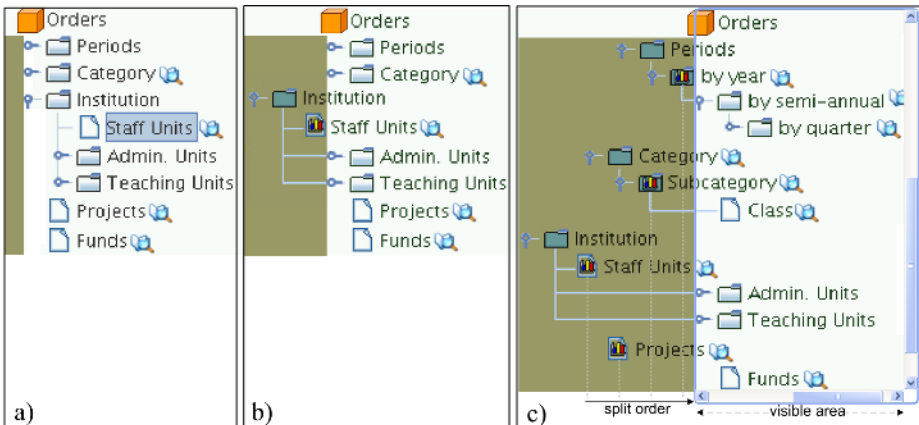 Orders
Periods
Category
Institution
Staff Units
Admin. Units
Teaching Units
Projects
Funds
a)
Orders
Periods
Category
Institution
Staff Units
Admin. Units
Teaching Units
Projects
Funds
b)
Orders
Periods
by year
by semi-annual
by quarter
Category
Subcategory
Class
Institution
Staff Units
Admin. Units
Teaching Units
Projects
Funds
c)
split order
visible area